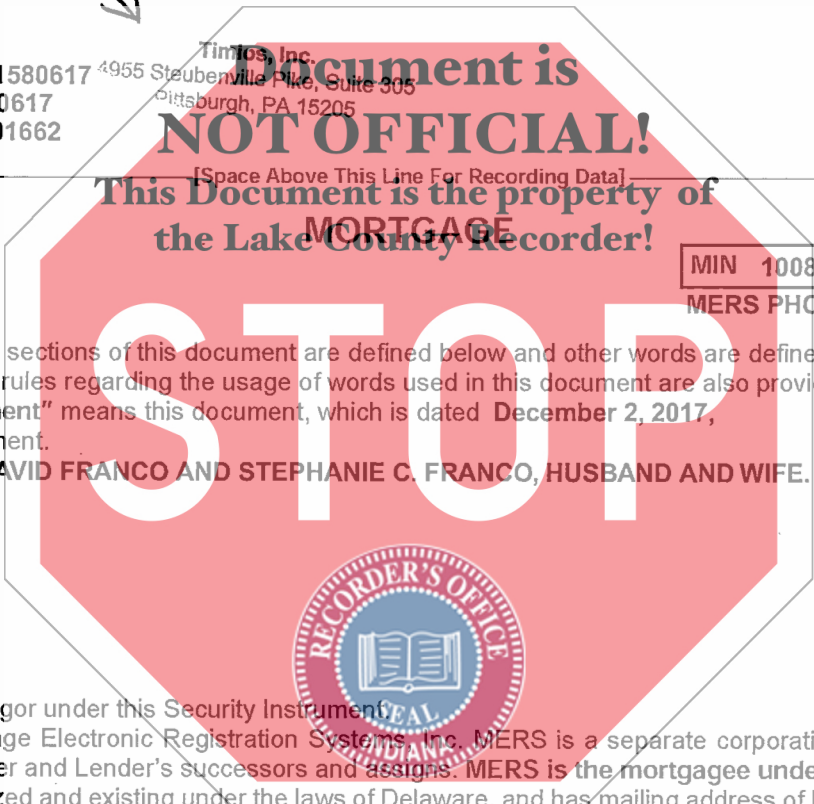 Timios, Inc.
580617 4955 Steubenville Pike, Suite 305
0617 Pittsburgh, PA 15205
1662
Document is
NOT OFFICIAL!
[Space Above This Line For Recording Data]
This Document is the property of
the Lake County Recorder!
MORTGAGE
MIN 1008
MERS PHO
sections of this document are defined below and other words are define
rules regarding the usage of words used in this document are also provi
ent” means this document, which is dated December 2, 2017,
ent.
AVID FRANCO AND STEPHANIE C. FRANCO, HUSBAND AND WIFE.
STOP
RECORDER'S OFFICE
SEAL
INDIANA
gor under this Security Instrument.
ge Electronic Registration Systems, Inc. MERS is a separate corporati
er and Lender's successors and assigns. MERS is the mortgagee unde
zed and existing under the laws of Delaware, and has mailing address of